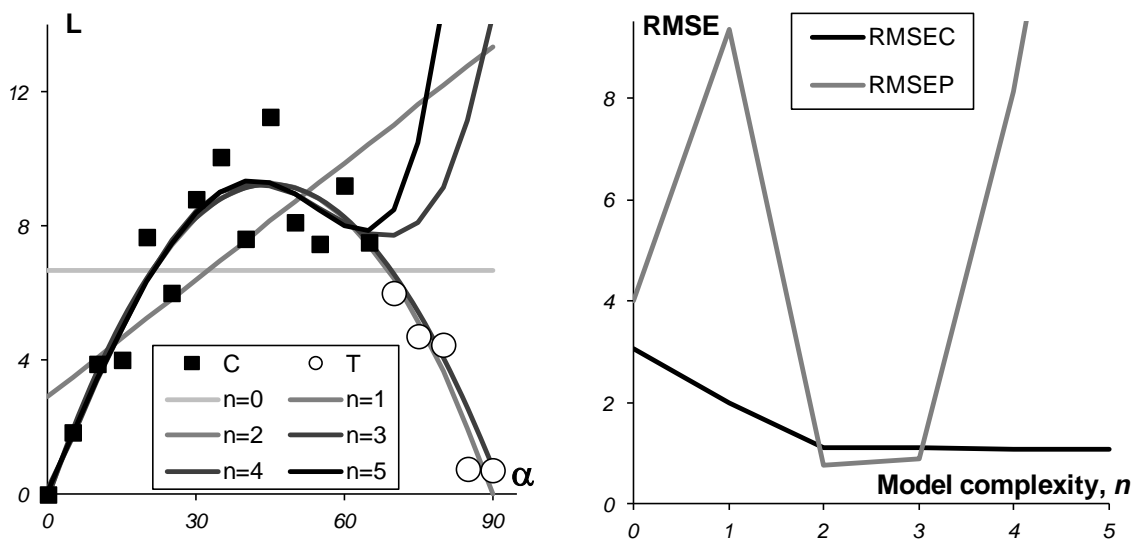 L
12
8
4
0
C T
n=0 n=1
n=2 n=3
n=4 n=5
α
0 30 60 90
RMSE
RMSEC
RMSEP
8
6
4
2
0
Model complexity, n
0 1 2 3 4 5